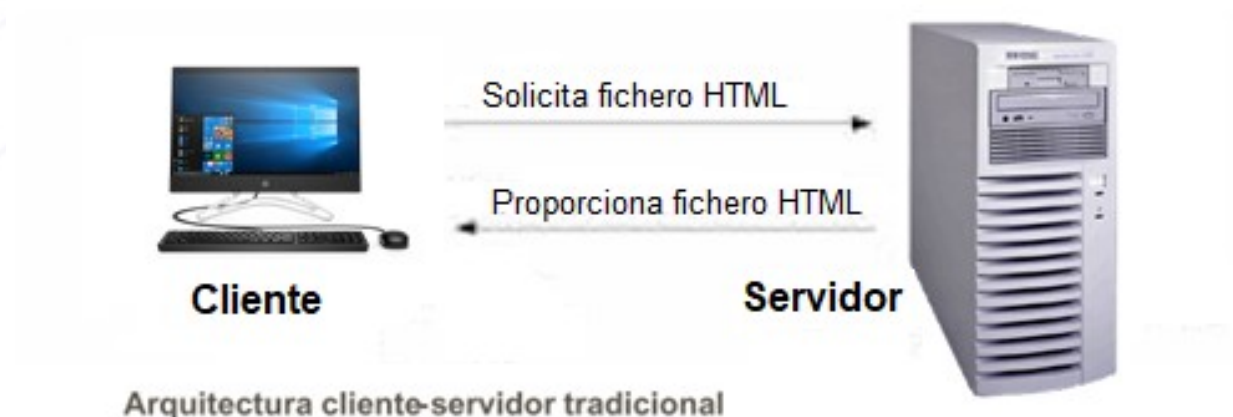 Solicita fichero HTML
Proporciona fichero HTML
Cliente
Servidor
Arquitectura cliente-servidor tradicional